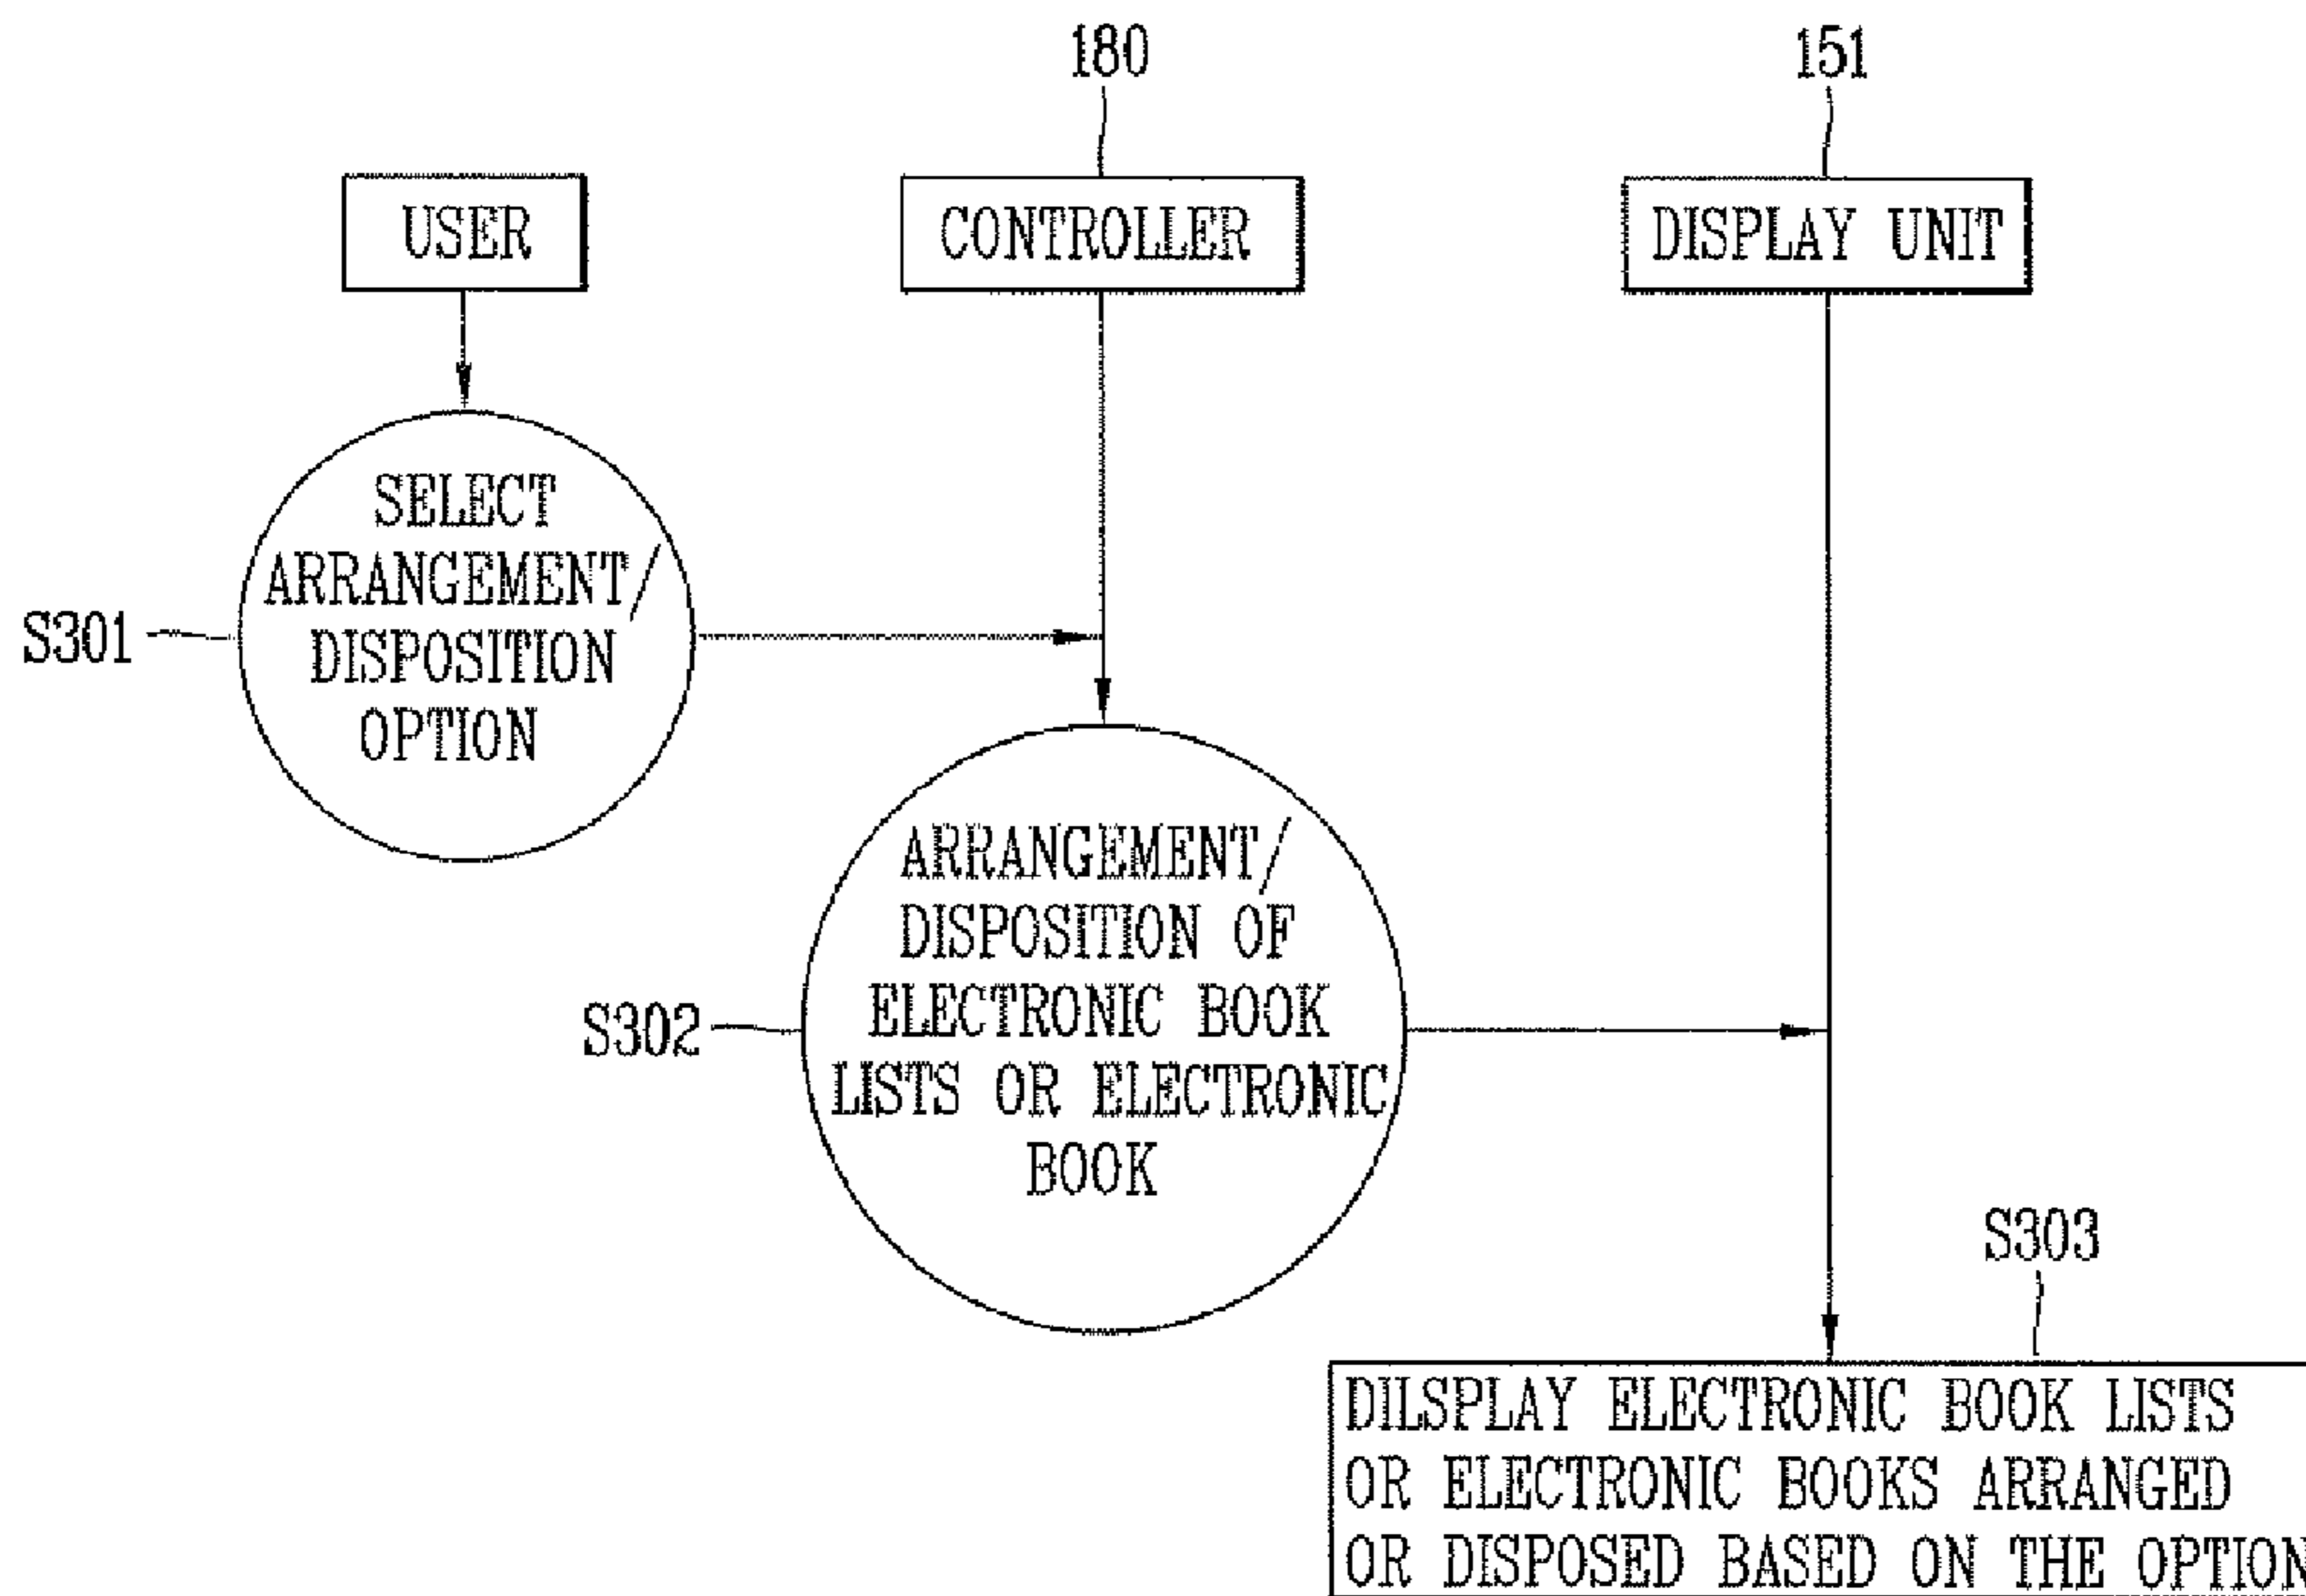 180
151
USER
CONTROLLER
DISPLAY UNIT
SELECT
ARRANGEMENT/
DISPOSITION
OPTION
S301
ARRANGEMENT/
DISPOSITION OF
ELECTRONIC BOOK
LISTS OR ELECTRONIC
BOOK
S302
S303
DILSPLAY ELECTRONIC BOOK LISTS
OR ELECTRONIC BOOKS ARRANGED
OR DISPOSED BASED ON THE OPTION